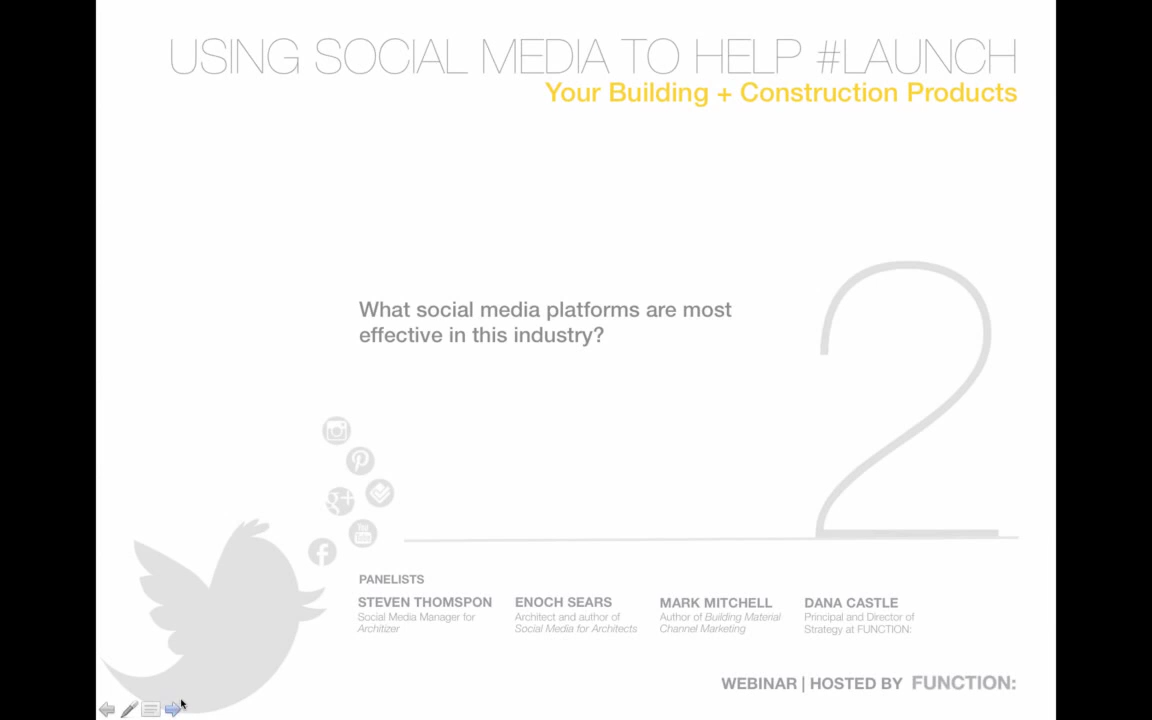 USING SOCIAL MEDIA TO HELP #LAUNCH
Your Building + Construction Products
What social media platforms are most
effective in this industry?
2
g+
You
Tube
f
PANELISTS
STEVEN THOMSPON
Social Media Manager for
Architizer
ENOCH SEARS
Architect and author of
Social Media for Architects
MARK MITCHELL
Author of Building Material
Channel Marketing
DANA CASTLE
Principal and Director of
Strategy at FUNCTION:
WEBINAR | HOSTED BY FUNCTION: